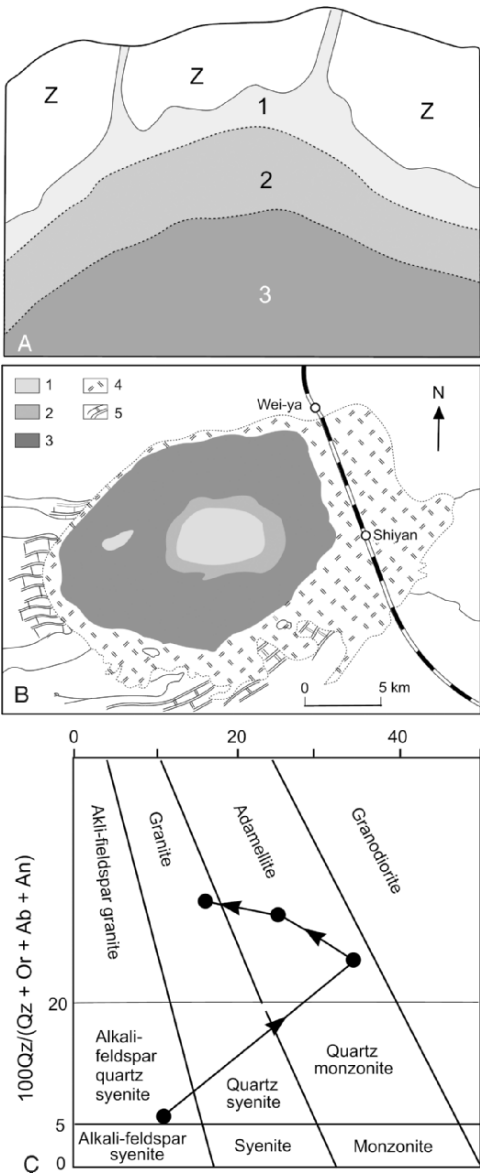 Z
Z
Z
1
2
3
A
1
2
3
4
5
Wei-ya
N
Shiyan
0 5 km
B
0 20 40
Akli-fieldspar granite
Granite
Adamellite
Granodiorite
100Qz/(Qz + Or + Ab + An)
20
Alkali-
feldspar
quartz
syenite
Quartz
syenite
Quartz
monzonite
5
Alkali-feldspar
syenite
Syenite
Monzonite
0
C